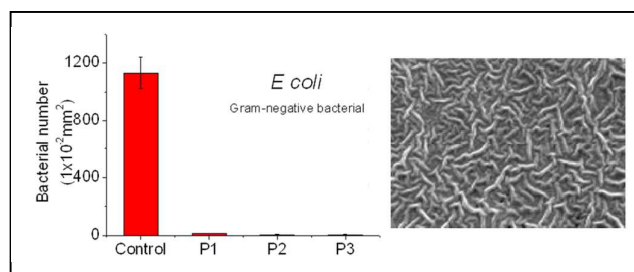 1200
800
400
0
Bacterial number
(1x10²mm²)
E coli
Gram-negative bacterial
Control P1 P2 P3